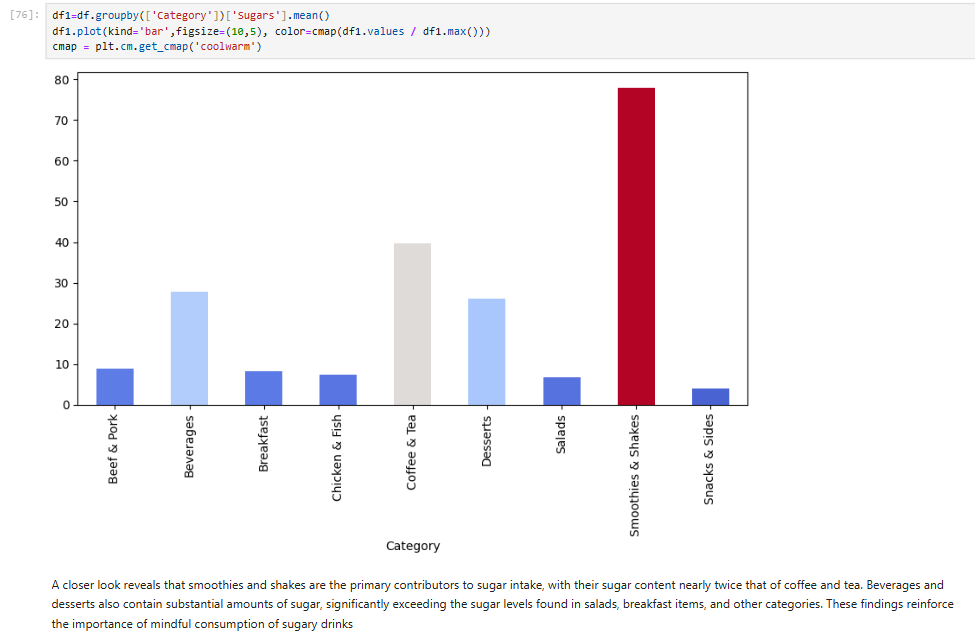 [76]: df1=df.groupby(['Category'])['Sugars'].mean()
df1.plot(kind='bar',figsize=(10,5), color=cmap(df1.values / df1.max()))
cmap = plt.cm.get_cmap('coolwarm')
80
70
60
50
40
30
20
10
0
Beef & Pork
Beverages
Breakfast
Chicken & Fish
Coffee & Tea
Desserts
Salads
Smoothies & Shakes
Snacks & Sides
Category
A closer look reveals that smoothies and shakes are the primary contributors to sugar intake, with their sugar content nearly twice that of coffee and tea. Beverages and
desserts also contain substantial amounts of sugar, significantly exceeding the sugar levels found in salads, breakfast items, and other categories. These findings reinforce
the importance of mindful consumption of sugary drinks